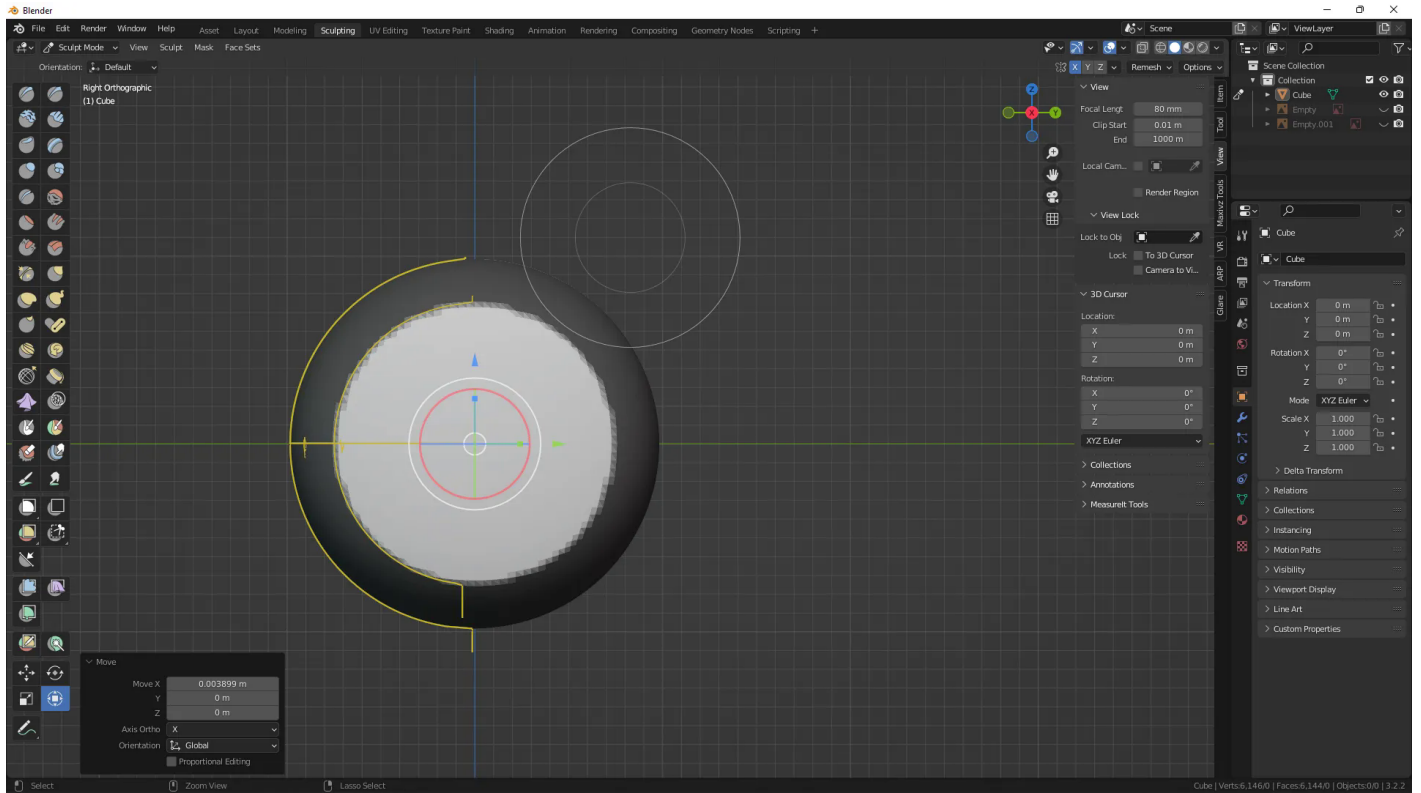 Blender
File Edit Render Window Help Asset Layout Modeling Sculpting UV Editing Texture Paint Shading Animation Rendering Compositing Geometry Nodes Scripting + Scene ViewLayer
Sculpt Mode View Sculpt Mask Face Sets
Orientation: Default X Y Z Remesh Options
Right Orthographic
(1) Cube
Z
X
Y
View
Focal Lengt 80 mm
Clip Start 0.01 m
End 1000 m
Local Cam...
Render Region
View Lock
Lock to Obj
Lock To 3D Cursor
Camera to Vi...
3D Cursor
Location:
X 0 m
Y 0 m
Z 0 m
Rotation:
X 0°
Y 0°
Z 0°
XYZ Euler
Collections
Annotations
MeasureIt Tools
Item
Tool
View
Maxivz Tools
VR
ARP
Glare
Scene Collection
Collection
Cube
Empty
Empty.001
Cube
Cube
Transform
Location X 0 m
Y 0 m
Z 0 m
Rotation X 0°
Y 0°
Z 0°
Mode XYZ Euler
Scale X 1.000
Y 1.000
Z 1.000
Delta Transform
Relations
Collections
Instancing
Motion Paths
Visibility
Viewport Display
Line Art
Custom Properties
Move
Move X 0.003899 m
Y 0 m
Z 0 m
Axis Ortho X
Orientation Global
Proportional Editing
Select Zoom View Lasso Select Cube | Verts:6,146/0 | Faces:6,144/0 | Objects:0/0 | 3.2.2